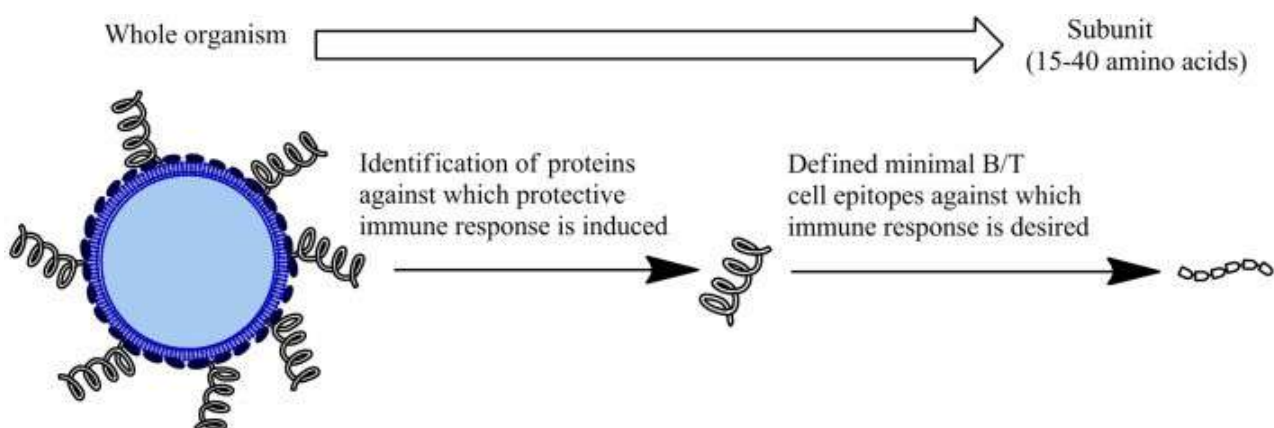 Whole organism
Subunit
(15-40 amino acids)
Identification of proteins
against which protective
immune response is induced
Defined minimal B/T
cell epitopes against which
immune response is desired